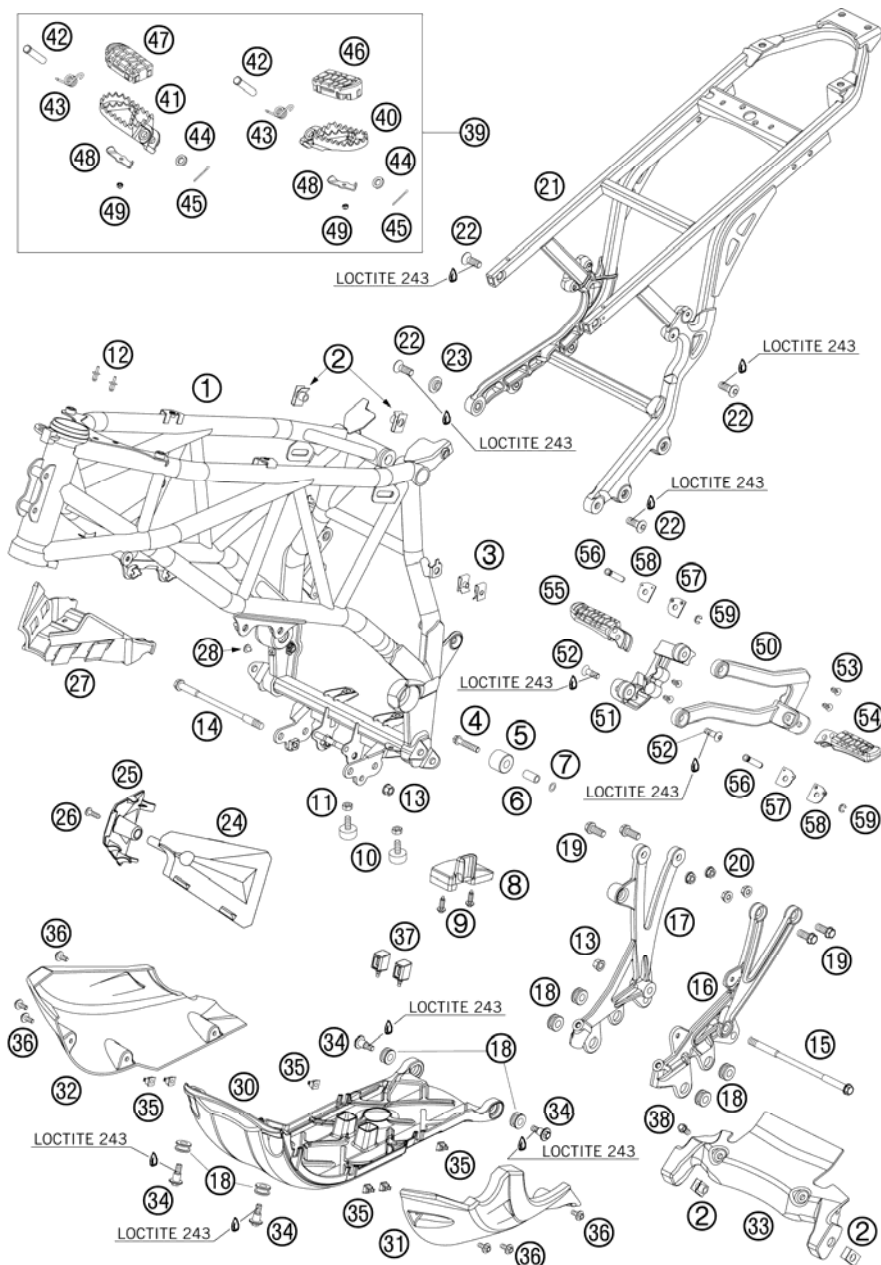 42 47 42 46
43 41 43 40 39
48 44 48 44
49 45 49 45
21
22
LOCTITE 243
12 1 2 22 23
LOCTITE 243
LOCTITE 243
22
LOCTITE 243
22
3
56 58 57 59
55 50
27 28 52 53
LOCTITE 243
51 54
14 4 5 7 6
52
LOCTITE 243
56 57 58 59
25 26 24
11 13 10
19 20
8 9
17
37 13 19
36 18 16
LOCTITE 243
34 18 15
36 32 30 35
35 18 38
34
LOCTITE 243
LOCTITE 243
18 35
34 18
35 36
2 33 2
LOCTITE 243
34 31 36